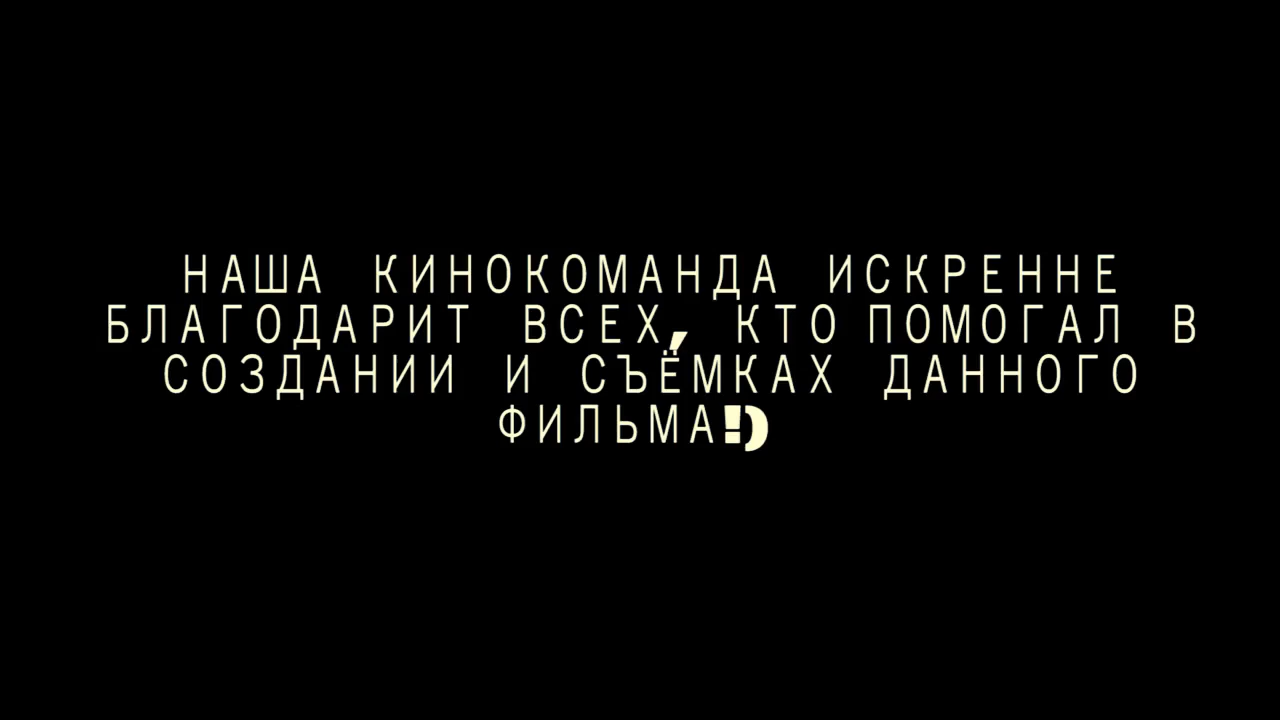 НАША КИНОКОМАНДА ИСКРЕННЕ
БЛАГОДАРИТ ВСЕХ, КТО ПОМОГАЛ В
СОЗДАНИИ И СЪЁМКАХ ДАННОГО
ФИЛЬМА!)